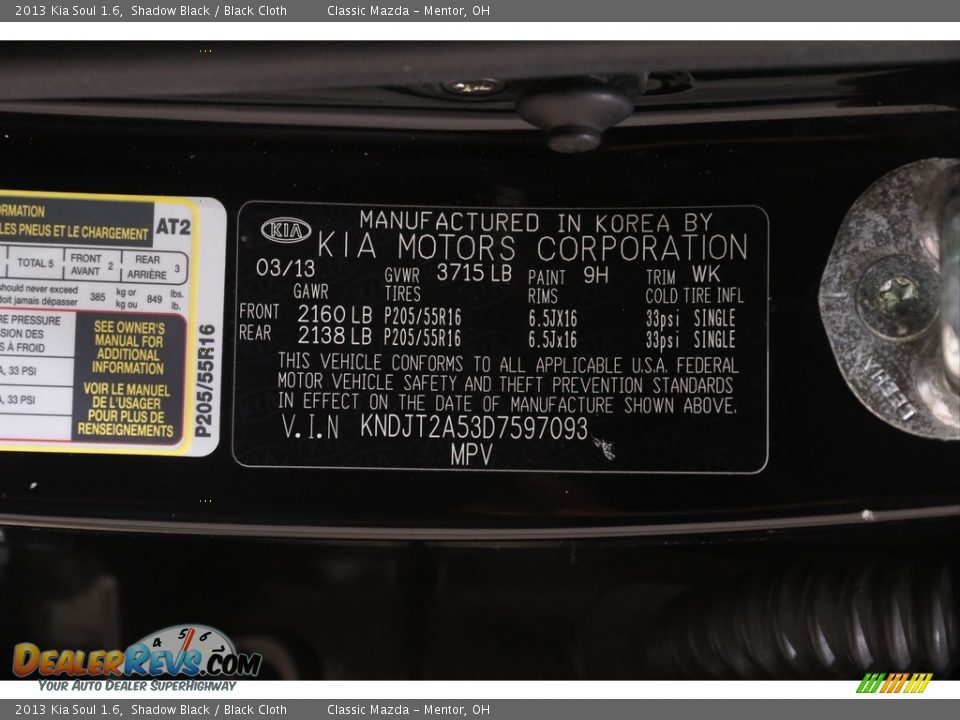 2013 Kia Soul 1.6, Shadow Black / Black Cloth Classic Mazda - Mentor, OH
LES PNEUS ET LE CHARGEMENT AT2
TOTAL 5 FRONT AVANT 2 REAR ARRIÈRE 3
should never exceed
doit jamais dépasser 385 kg or kg ou 849 lbs. lb.
RE PRESSURE
À FROID
33 PSI
33 PSI
SEE OWNER'S
MANUAL FOR
ADDITIONAL
INFORMATION
VOIR LE MANUEL
DE L'USAGER
POUR PLUS DE
RENSEIGNEMENTS
P205/55R16
KIA
MANUFACTURED IN KOREA BY
KIA MOTORS CORPORATION
03/13 GVWR 3715 LB PAINT 9H TRIM WK
GAWR TIRES RIMS COLD TIRE INFL
FRONT 2160 LB P205/55R16 6.5JX16 33psi SINGLE
REAR 2138 LB P205/55R16 6.5Jx16 33psi SINGLE
THIS VEHICLE CONFORMS TO ALL APPLICABLE U.S.A. FEDERAL
MOTOR VEHICLE SAFETY AND THEFT PREVENTION STANDARDS
IN EFFECT ON THE DATE OF MANUFACTURE SHOWN ABOVE.
V.I.N KNDJT2A53D7597093
MPV
DEALERREVS.COM
4 5 6
YOUR AUTO DEALER SUPERHIGHWAY
2013 Kia Soul 1.6, Shadow Black / Black Cloth Classic Mazda - Mentor, OH